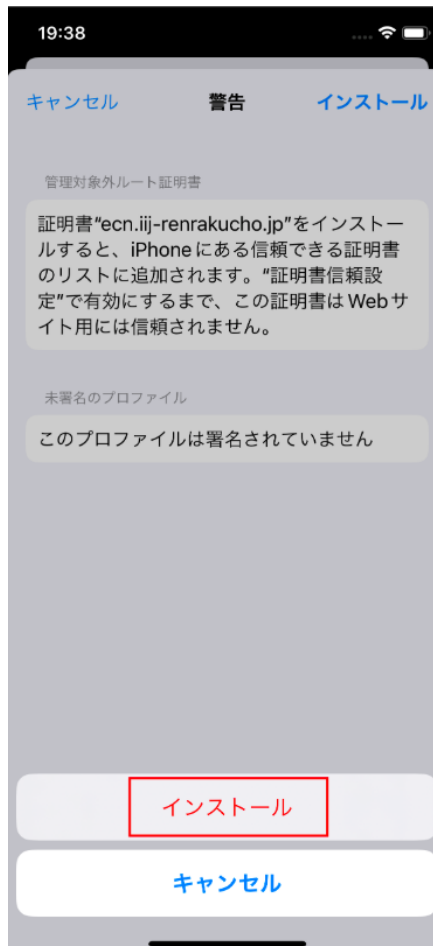 19:38
キャンセル 警告 インストール
管理対象外ルート証明書
証明書“ecn.iij-renrakucho.jp”をインストー
ルすると、iPhoneにある信頼できる証明書
のリストに追加されます。“証明書信頼設
定”で有効にするまで、この証明書はWebサ
イト用には信頼されません。
未署名のプロファイル
このプロファイルは署名されていません
インストール
キャンセル